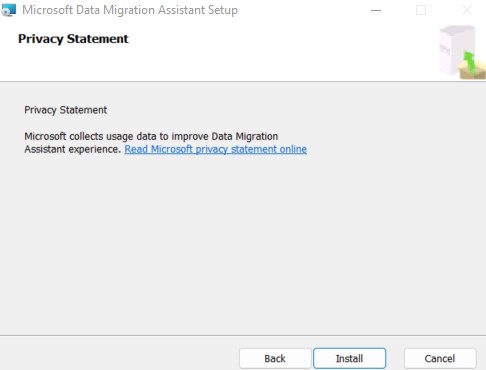 Microsoft Data Migration Assistant Setup
Privacy Statement
Privacy Statement
Microsoft collects usage data to improve Data Migration
Assistant experience. Read Microsoft privacy statement online
Back Install Cancel